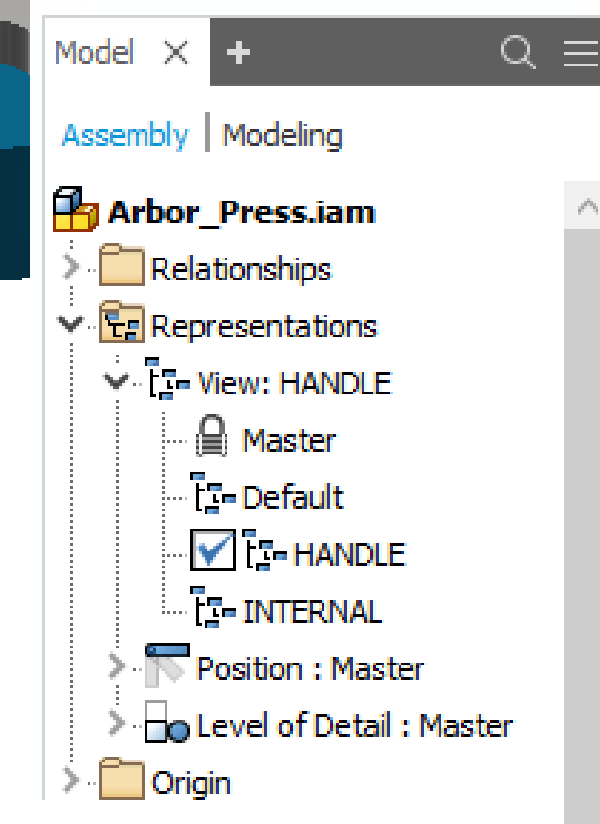 Model
Assembly | Modeling
Arbor_Press.iam
Relationships
Representations
View: HANDLE
Master
Default
HANDLE
INTERNAL
Position : Master
Level of Detail : Master
Origin